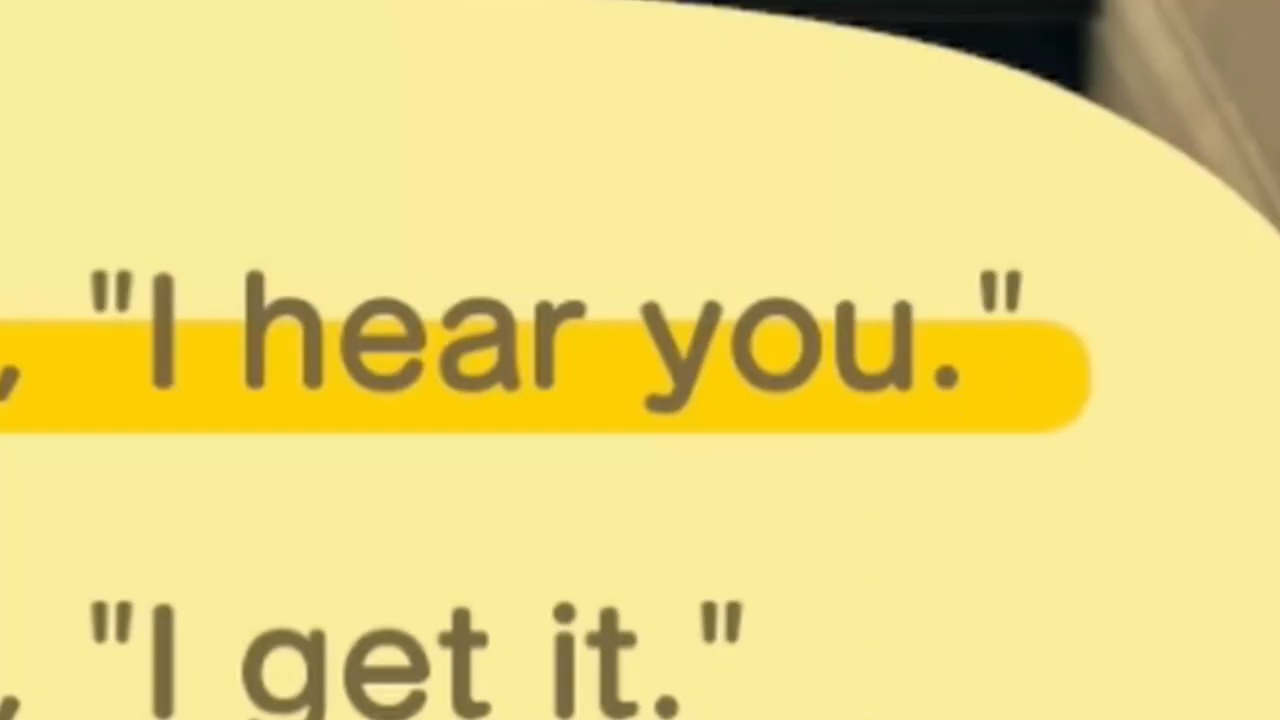 , "I hear you."
, "I get it."